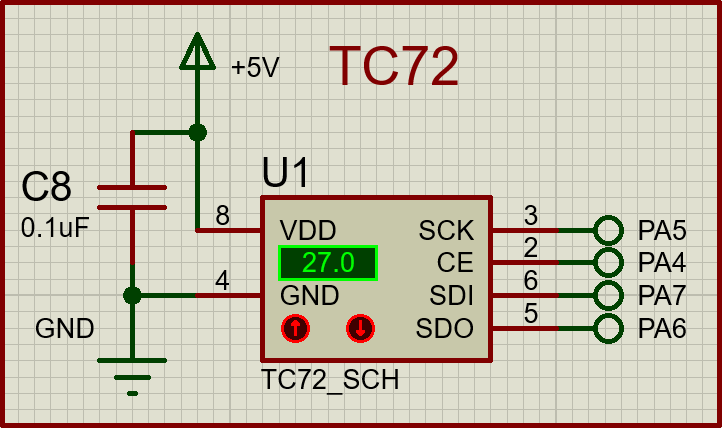 TC72
+5V
U1
C8
0.1uF
8
VDD
SCK
3
PA5
27.0
CE
2
PA4
4
GND
SDI
6
PA7
GND
SDO
5
PA6
TC72_SCH